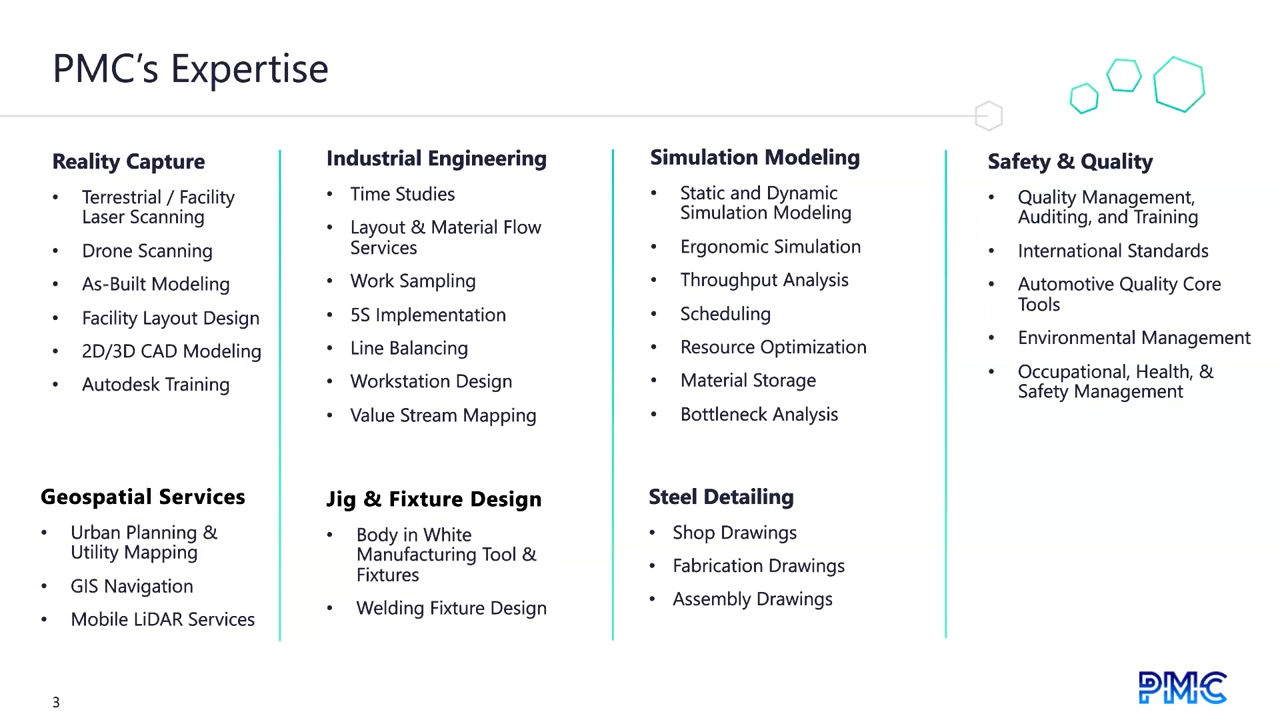 PMC’s Expertise
Reality Capture
• Terrestrial / Facility
Laser Scanning
• Drone Scanning
• As-Built Modeling
• Facility Layout Design
• 2D/3D CAD Modeling
• Autodesk Training
Geospatial Services
• Urban Planning &
Utility Mapping
• GIS Navigation
• Mobile LiDAR Services
Industrial Engineering
• Time Studies
• Layout & Material Flow
Services
• Work Sampling
• 5S Implementation
• Line Balancing
• Workstation Design
• Value Stream Mapping
Jig & Fixture Design
• Body in White
Manufacturing Tool &
Fixtures
• Welding Fixture Design
Simulation Modeling
• Static and Dynamic
Simulation Modeling
• Ergonomic Simulation
• Throughput Analysis
• Scheduling
• Resource Optimization
• Material Storage
• Bottleneck Analysis
Steel Detailing
• Shop Drawings
• Fabrication Drawings
• Assembly Drawings
Safety & Quality
• Quality Management,
Auditing, and Training
• International Standards
• Automotive Quality Core
Tools
• Environmental Management
• Occupational, Health, &
Safety Management
3
PMC